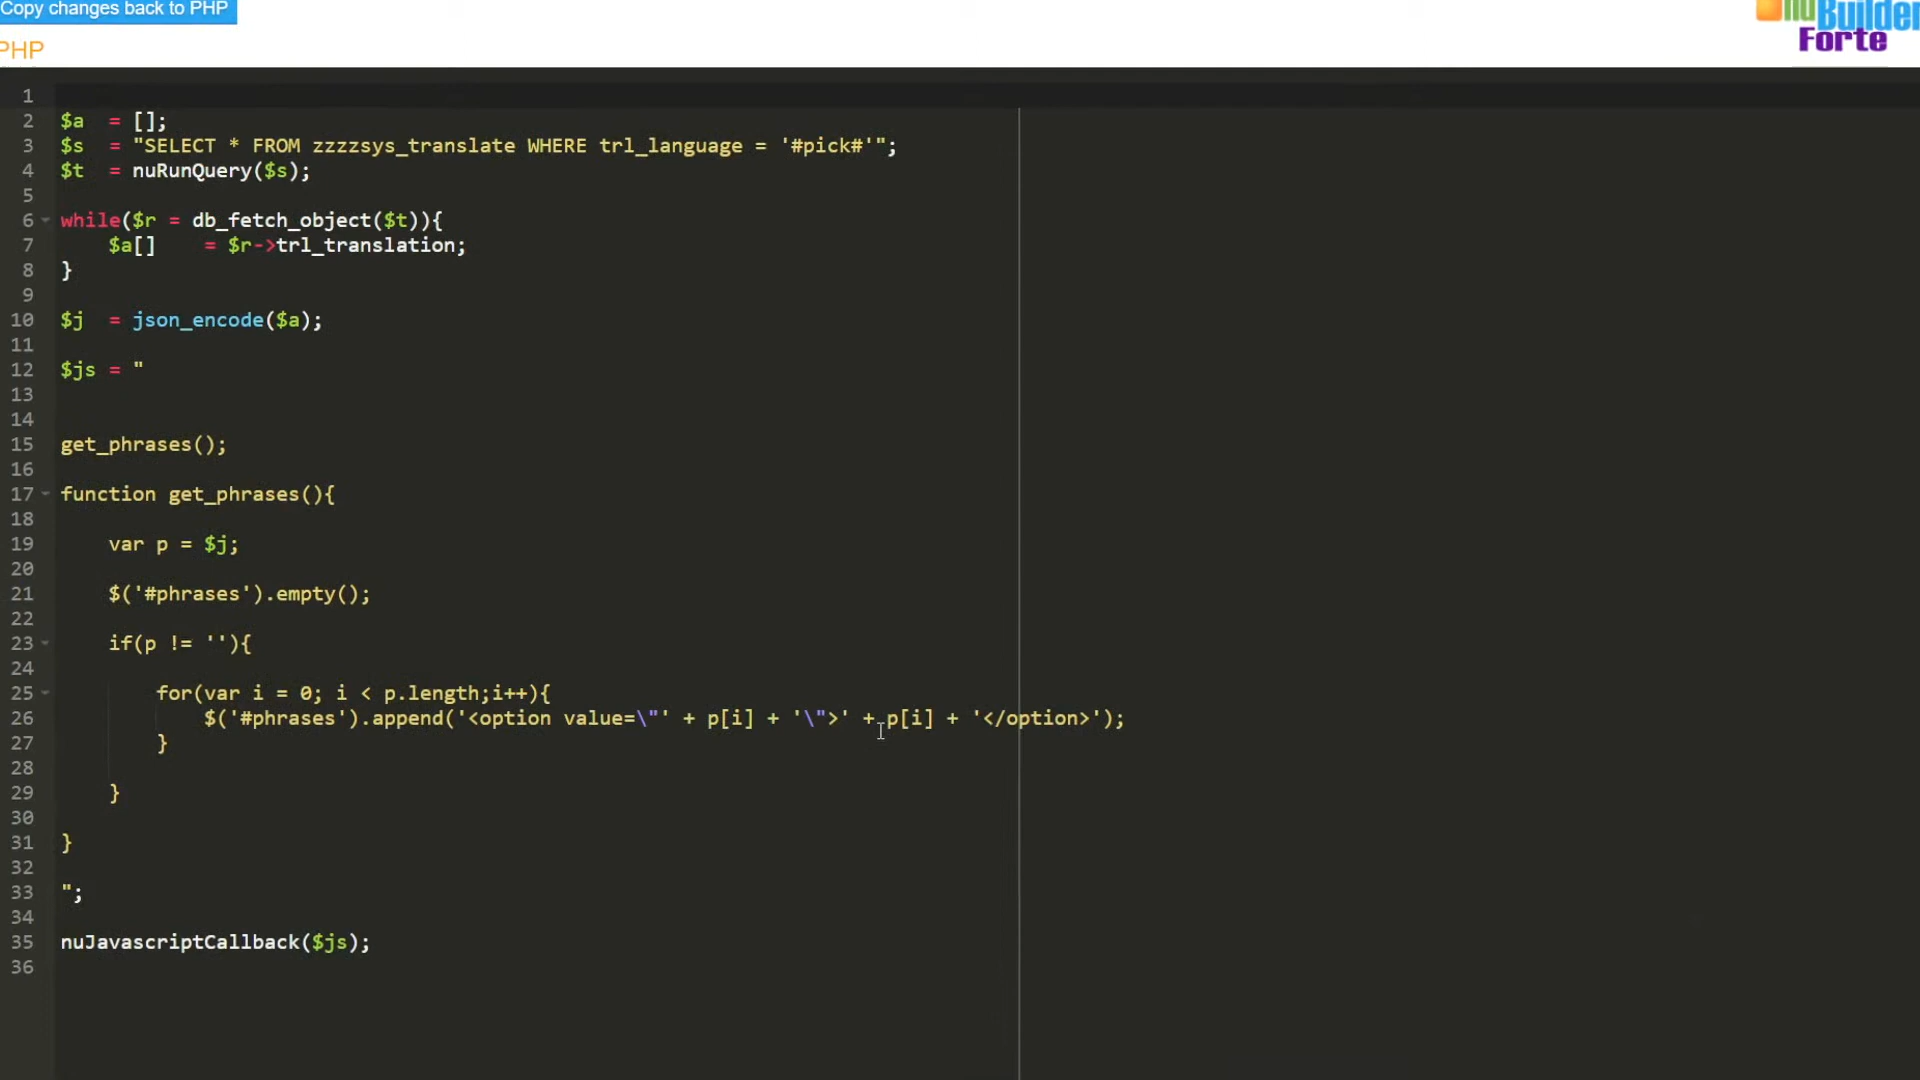 Copy changes back to PHP
Builder
Forte
PHP
1
2 $a  = [];
3 $s  = "SELECT * FROM zzzzsys_translate WHERE trl_language = '#pick#'";
4 $t  = nuRunQuery($s);
5
6 while($r = db_fetch_object($t)){
7     $a[]    = $r->trl_translation;
8 }
9
10 $j  = json_encode($a);
11
12 $js = "
13
14
15 get_phrases();
16
17 function get_phrases(){
18
19     var p = $j;
20
21     $('#phrases').empty();
22
23     if(p != ''){
24
25         for(var i = 0; i < p.length;i++){
26             $('#phrases').append('<option value=\"' + p[i] + '\">' + p[i] + '</option>');
27         }
28
29     }
30
31 }
32
33 ";
34
35 nuJavascriptCallback($js);
36